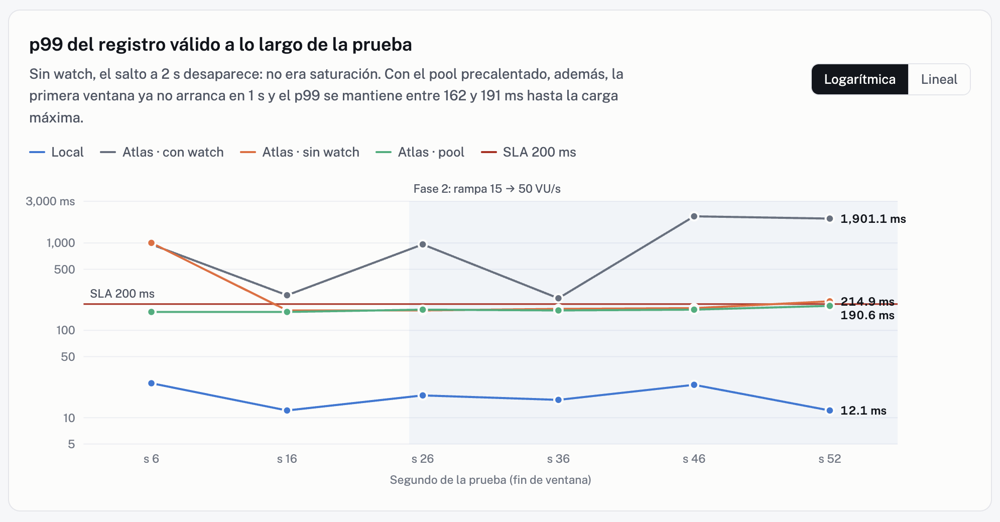 p99 del registro válido a lo largo de la prueba
Sin watch, el salto a 2 s desaparece: no era saturación. Con el pool precalentado, además, la
primera ventana ya no arranca en 1 s y el p99 se mantiene entre 162 y 191 ms hasta la carga
máxima.
Logarítmica Lineal
Local Atlas · con watch Atlas · sin watch Atlas · pool SLA 200 ms
Fase 2: rampa 15 → 50 VU/s
3,000 ms
1,901.1 ms
1,000
500
SLA 200 ms
214.9 ms
190.6 ms
100
50
12.1 ms
10
5
s 6 s 16 s 26 s 36 s 46 s 52
Segundo de la prueba (fin de ventana)